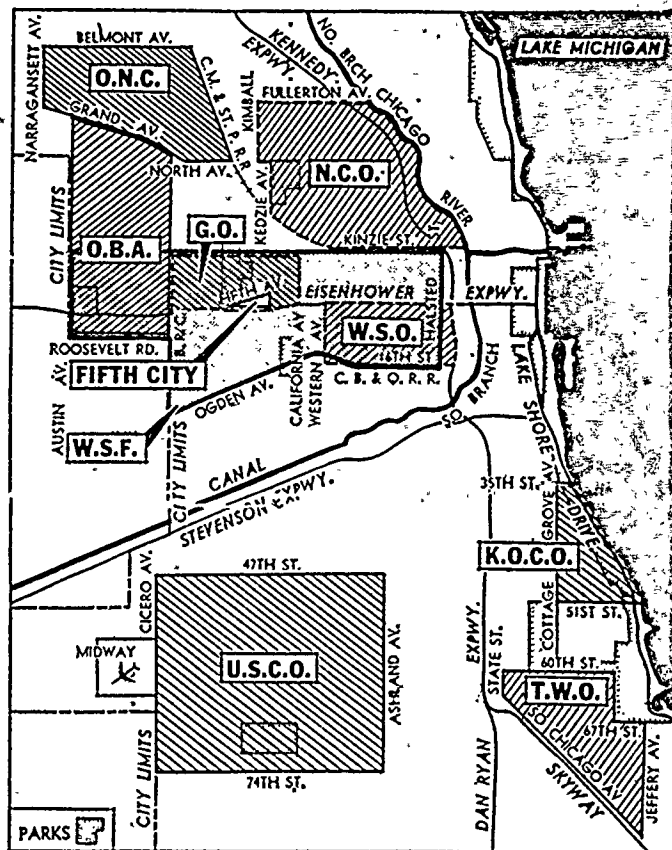 NARRAGANSETT AV.
BELMONT AV.
O.N.C.
C.M. & ST. P. R.R.
GRAND AV.
KIMBALL
KENNEDY EXPWY.
NO. BRCH CHICAGO
RIVER
LAKE MICHIGAN
FULLERTON AV.
NORTH AV.
KEDZIE AV.
N.C.O.
CITY LIMITS
O.B.A.
G.O.
KINZIE ST.
ST.
FIFTH
EISENHOWER
EXPWY.
HALSTED
W.S.O.
16TH ST.
ROOSEVELT RD.
B.R.C.
FIFTH CITY
CALIFORNIA AV
WESTERN AV.
C. B. & Q. R. R.
AUSTIN AV.
OGDEN AV.
W.S.F.
CITY LIMITS
CANAL
STEVENSON EXPWY.
SO. BRANCH
LAKE SHORE DRIVE
35TH ST.
COTTAGE GROVE AV.
K.O.C.O.
51ST ST.
CICERO AV.
47TH ST.
MIDWAY
U.S.C.O.
ASHLAND AV.
EXPWY.
STATE ST.
60TH ST.
T.W.O.
67TH ST.
SO CHICAGO AV
SKYWAY
JEFFERY AV.
CITY LIMITS
74TH ST.
DAN RYAN
PARKS